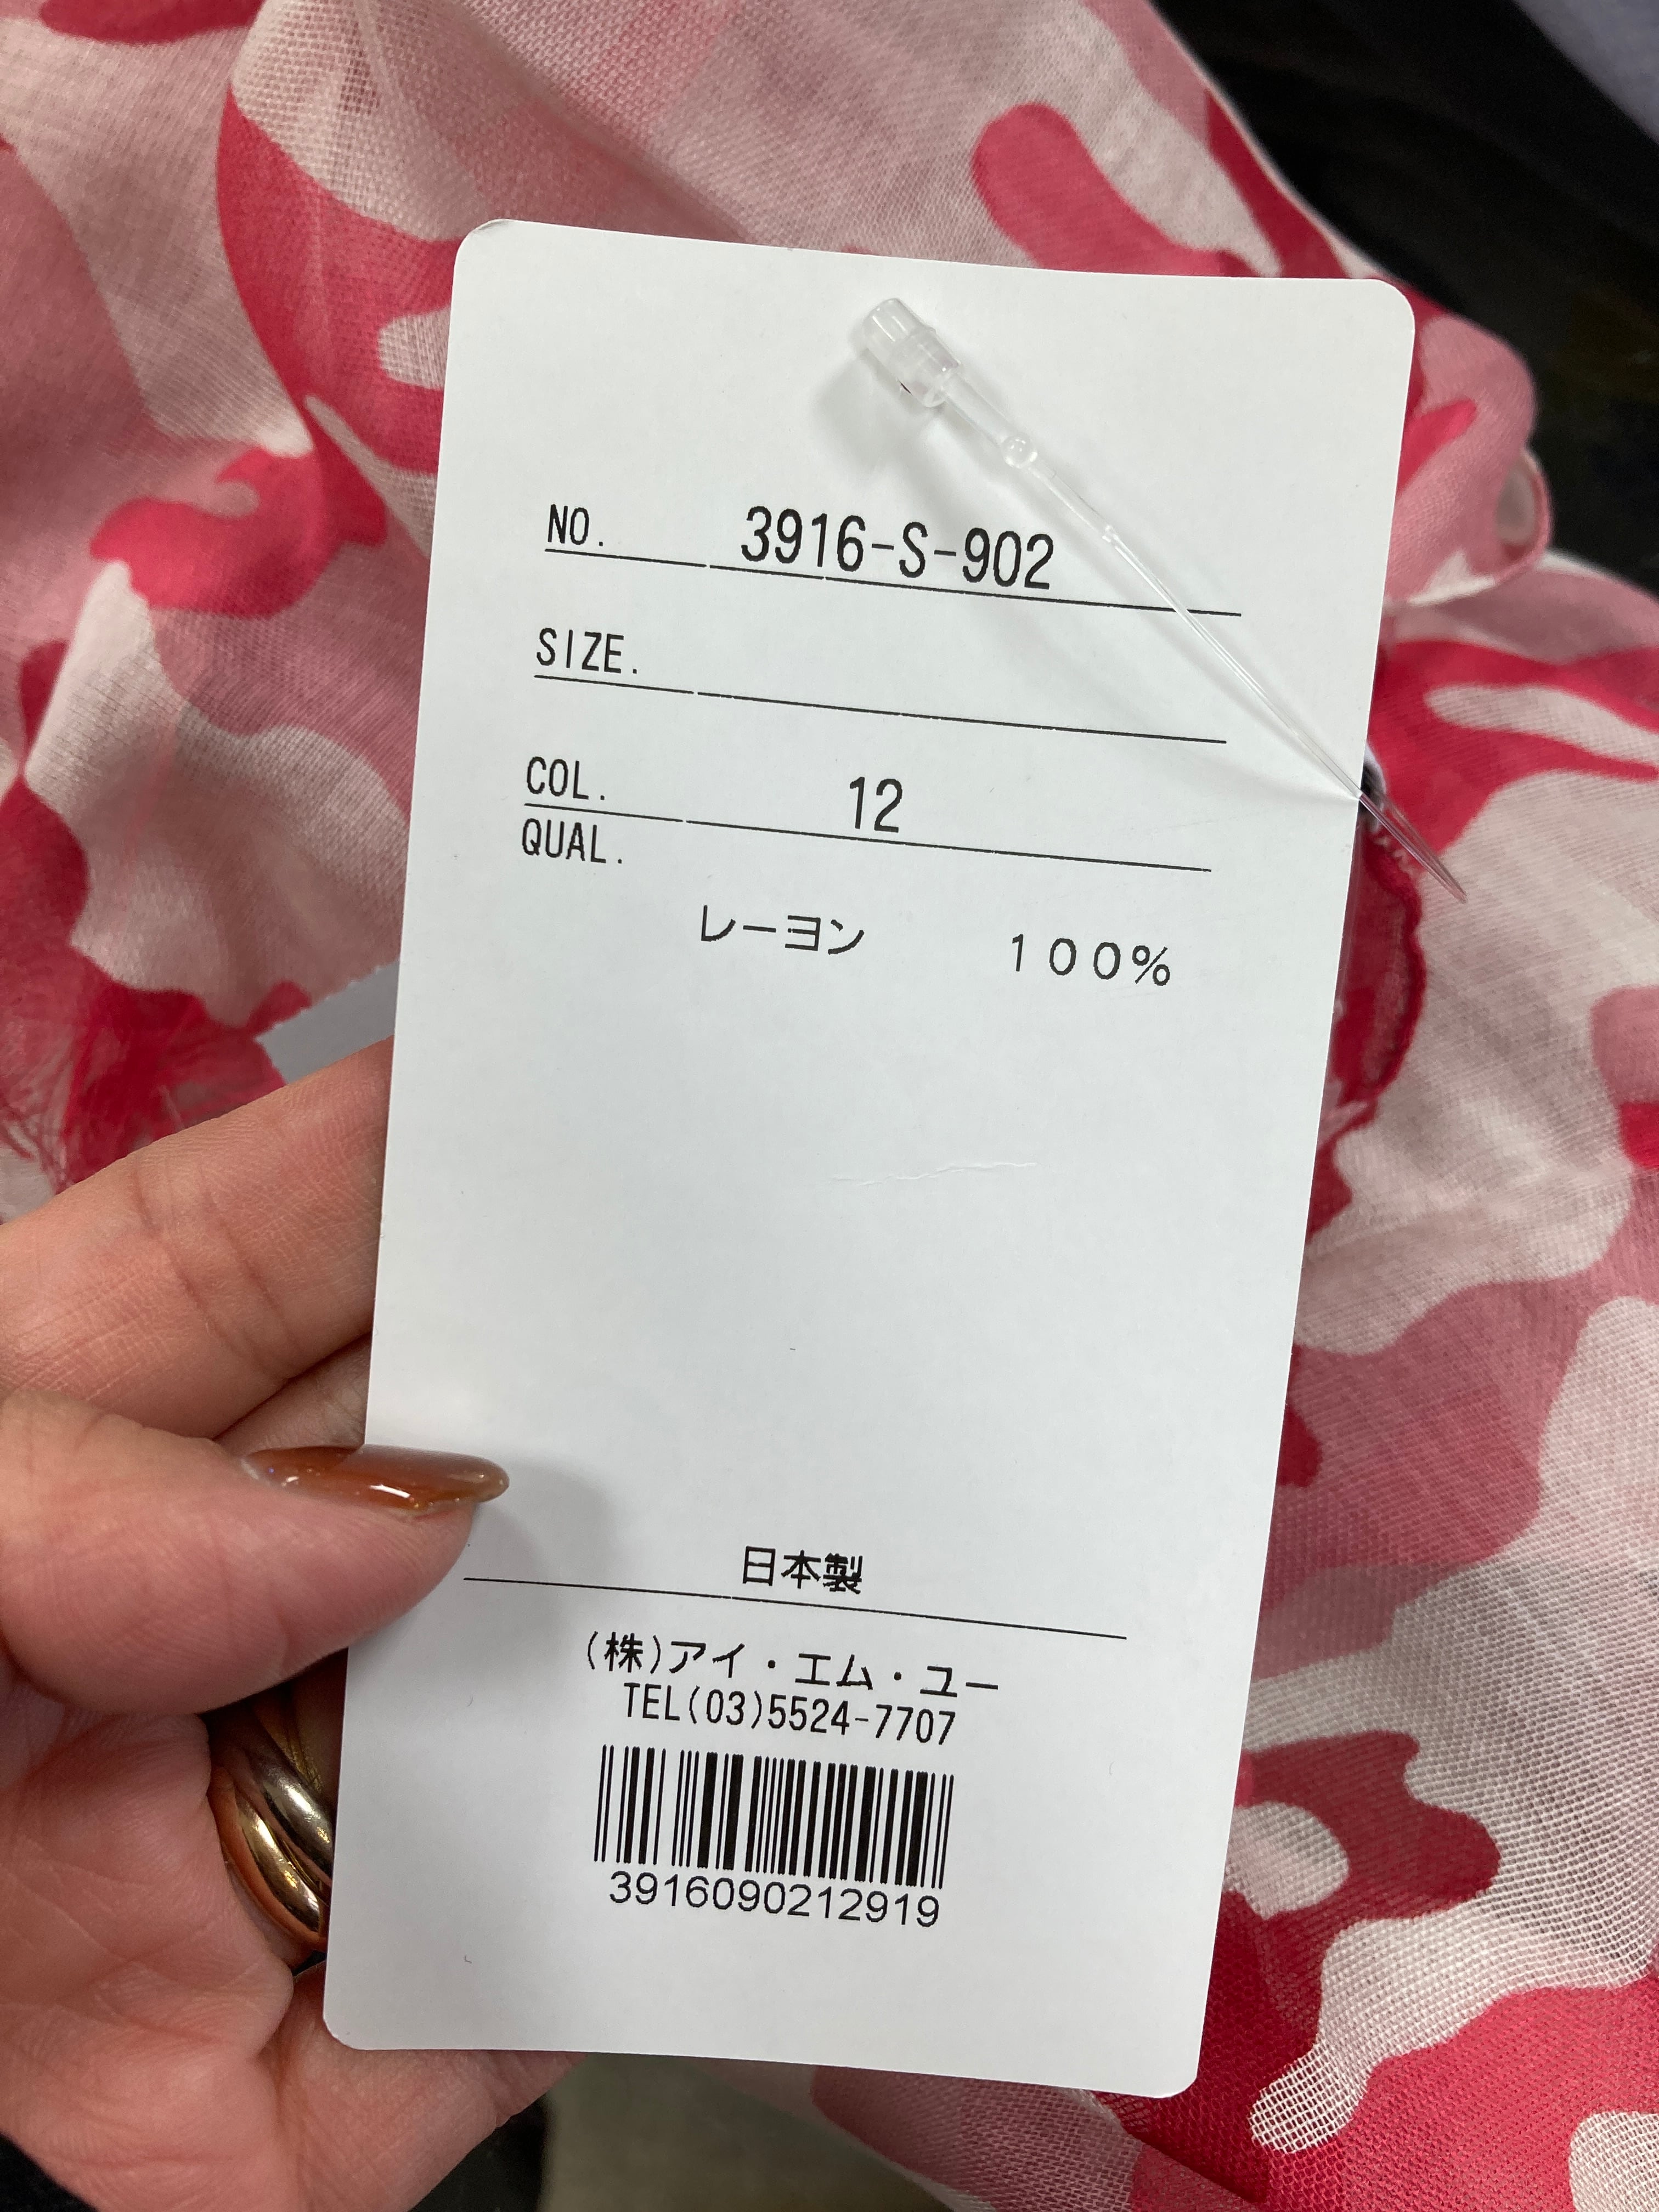 NO. 3916-S-902
SIZE.
COL. 12
QUAL.
レーヨン １００％
日本製
(株)アイ・エム・ユー
TEL(03)5524-7707
3916090212919